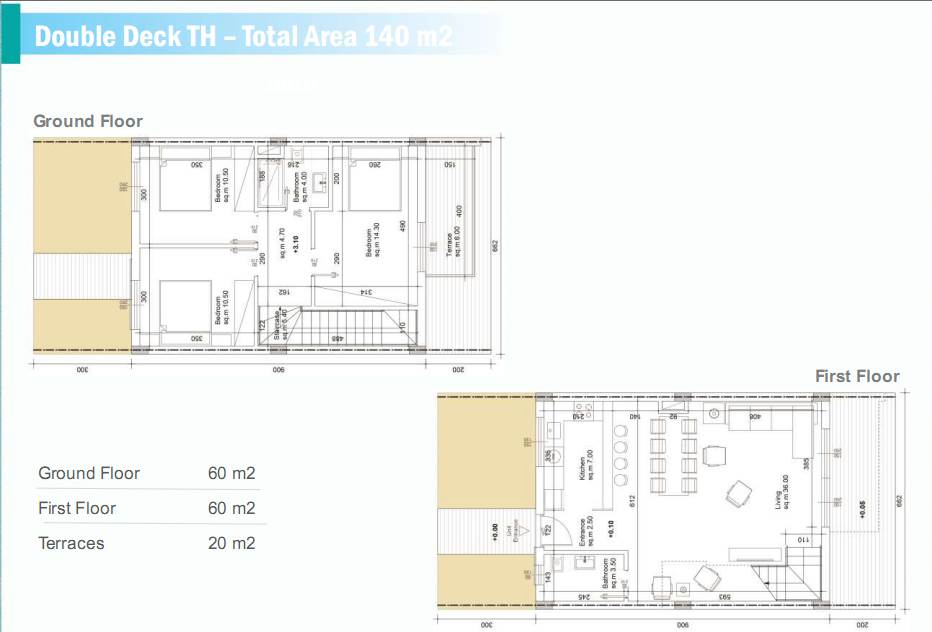 Double Deck TH – Total Area 140 m2
Ground Floor
350
Bedroom
sq.m 10.50
300
188
216
Bathroom
sq.m 4.00
200
260
150
Bedroom
sq.m 14.30
490
400
Terrace
sq.m 6.00
662
sq.m 4.70
+3.10
290
290
162
314
300
Bedroom
sq.m 10.50
350
122
Staircase
sq.m 6.40
488
110
300
900
200
First Floor
210
140
92
408
336
Kitchen
sq.m 7.00
612
385
Living
sq.m 36.00
662
+0.00
Unit
Entrance
122
Entrance
sq.m 2.50
+0.10
+0.05
110
143
Bathroom
sq.m 3.50
245
593
300
900
200
Ground Floor 60 m2
First Floor 60 m2
Terraces 20 m2